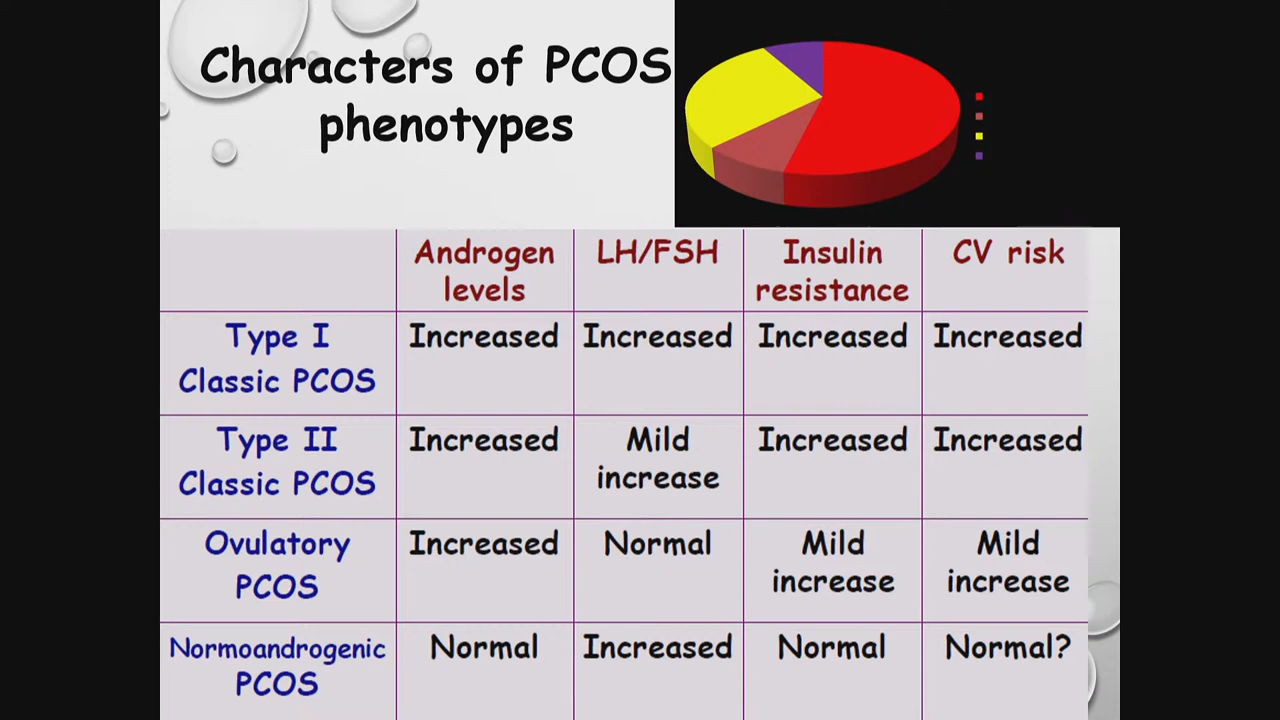 Characters of PCOS
phenotypes
Androgen levels LH/FSH Insulin resistance CV risk
Type I Classic PCOS Increased Increased Increased Increased
Type II Classic PCOS Increased Mild increase Increased Increased
Ovulatory PCOS Increased Normal Mild increase Mild increase
Normoandrogenic PCOS Normal Increased Normal Normal?